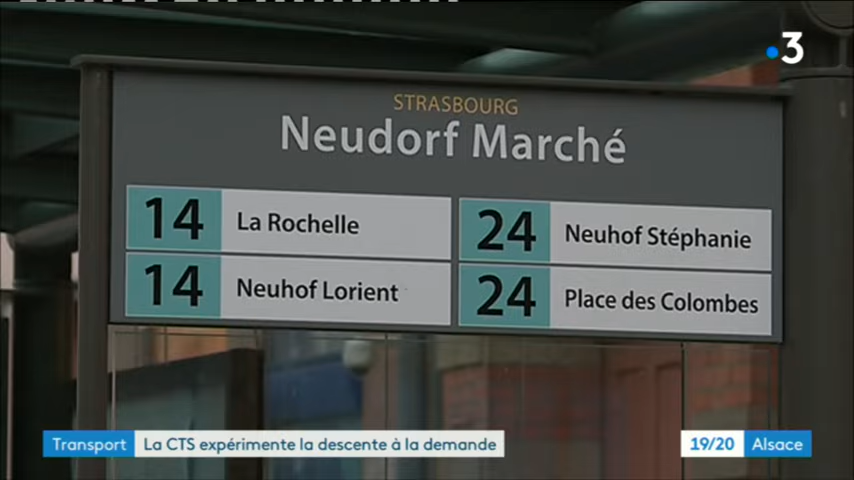 3
STRASBOURG
Neudorf Marché
14 La Rochelle
24 Neuhof Stéphanie
14 Neuhof Lorient
24 Place des Colombes
Transport La CTS expérimente la descente à la demande
19/20 Alsace